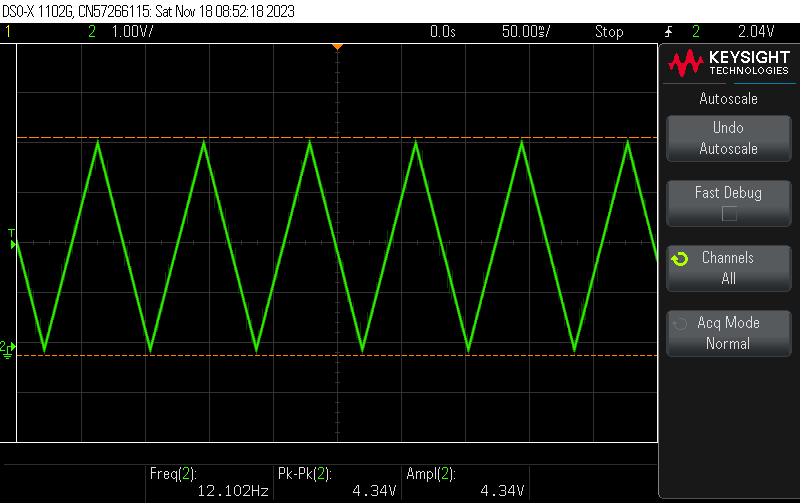 DSO-X 1102G, CN57266115: Sat Nov 18 08:52:18 2023
1 2 1.00V/ 0.0s 50.00ms/ Stop 2 2.04V
KEYSIGHT
TECHNOLOGIES
Autoscale
Undo
Autoscale
Fast Debug
T
Channels
All
Acq Mode
Normal
2
Freq(2): Pk-Pk(2): Ampl(2):
12.102Hz 4.34V 4.34V